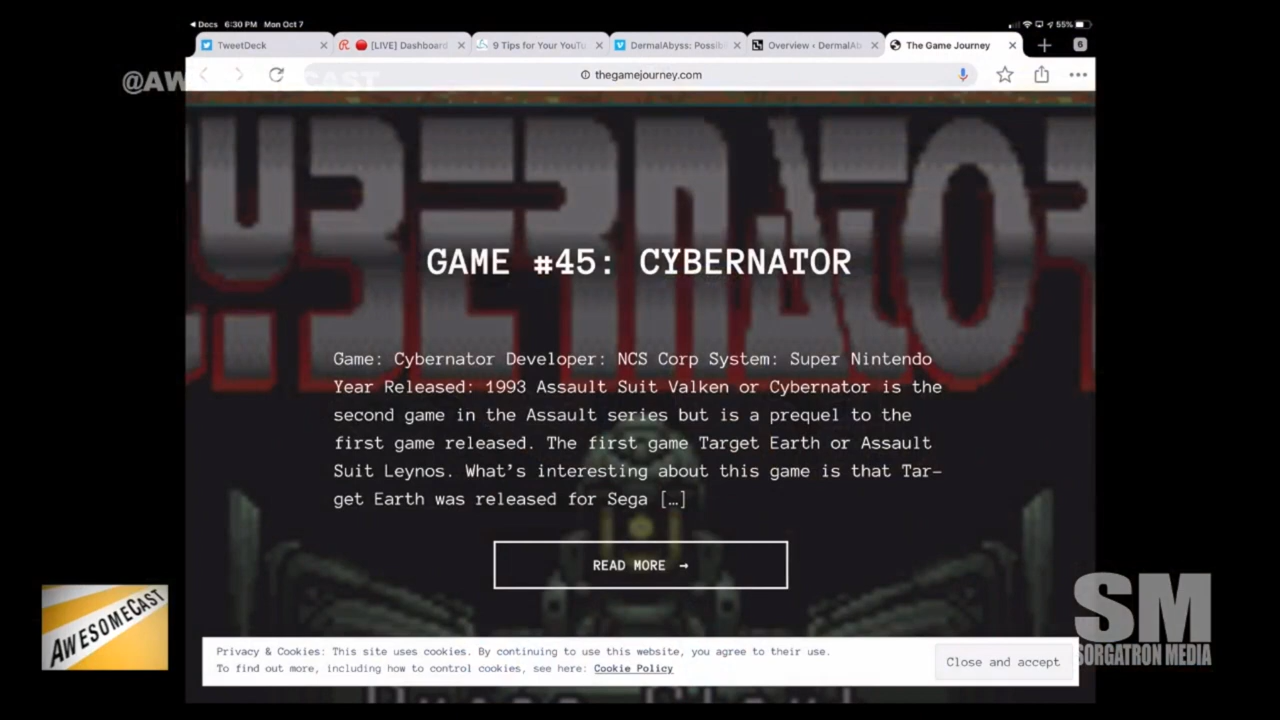 Docs 6:30 PM Mon Oct 7
55%
TweetDeck
[LIVE] Dashboard
9 Tips for Your YouTu
DermalAbyss: Possib
Overview ‹ DermalAb
The Game Journey
6
@AW CAST
thegamejourney.com
CYBERNATOR
GAME #45: CYBERNATOR
Game: Cybernator Developer: NCS Corp System: Super Nintendo
Year Released: 1993 Assault Suit Valken or Cybernator is the
second game in the Assault series but is a prequel to the
first game released. The first game Target Earth or Assault
Suit Leynos. What's interesting about this game is that Tar-
get Earth was released for Sega […]
READ MORE →
AWESOMECAST
SM
SORGATRON MEDIA
Privacy & Cookies: This site uses cookies. By continuing to use this website, you agree to their use.
To find out more, including how to control cookies, see here: Cookie Policy
Close and accept